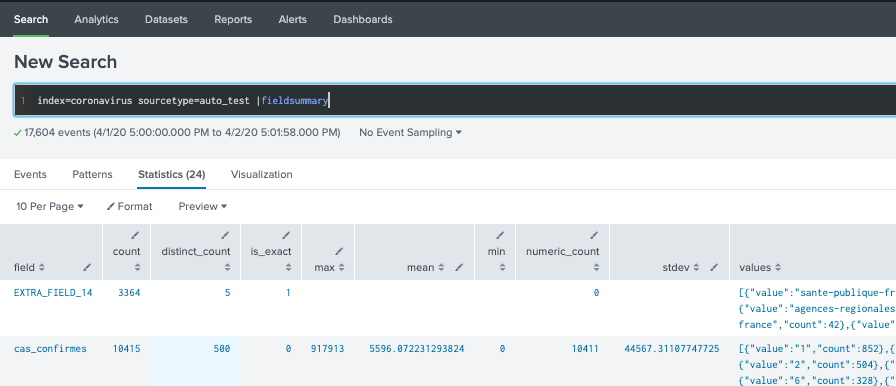 Search Analytics Datasets Reports Alerts Dashboards
New Search
1 index=coronavirus sourcetype=auto_test |fieldsummary
17,604 events (4/1/20 5:00:00.000 PM to 4/2/20 5:01:58.000 PM) No Event Sampling
Events Patterns Statistics (24) Visualization
10 Per Page Format Preview
field count distinct_count is_exact max mean min numeric_count stdev values
EXTRA_FIELD_14 3364 5 1 0 [{"value":"sante-publique-fr
{"value":"agences-regionales
france","count":42},{"value"
cas_confirmes 10415 500 0 917913 5596.072231293824 0 10411 44567.31107747725 [{"value":"1","count":852},{
{"value":"2","count":504},{"
{"value":"6","count":328},{"